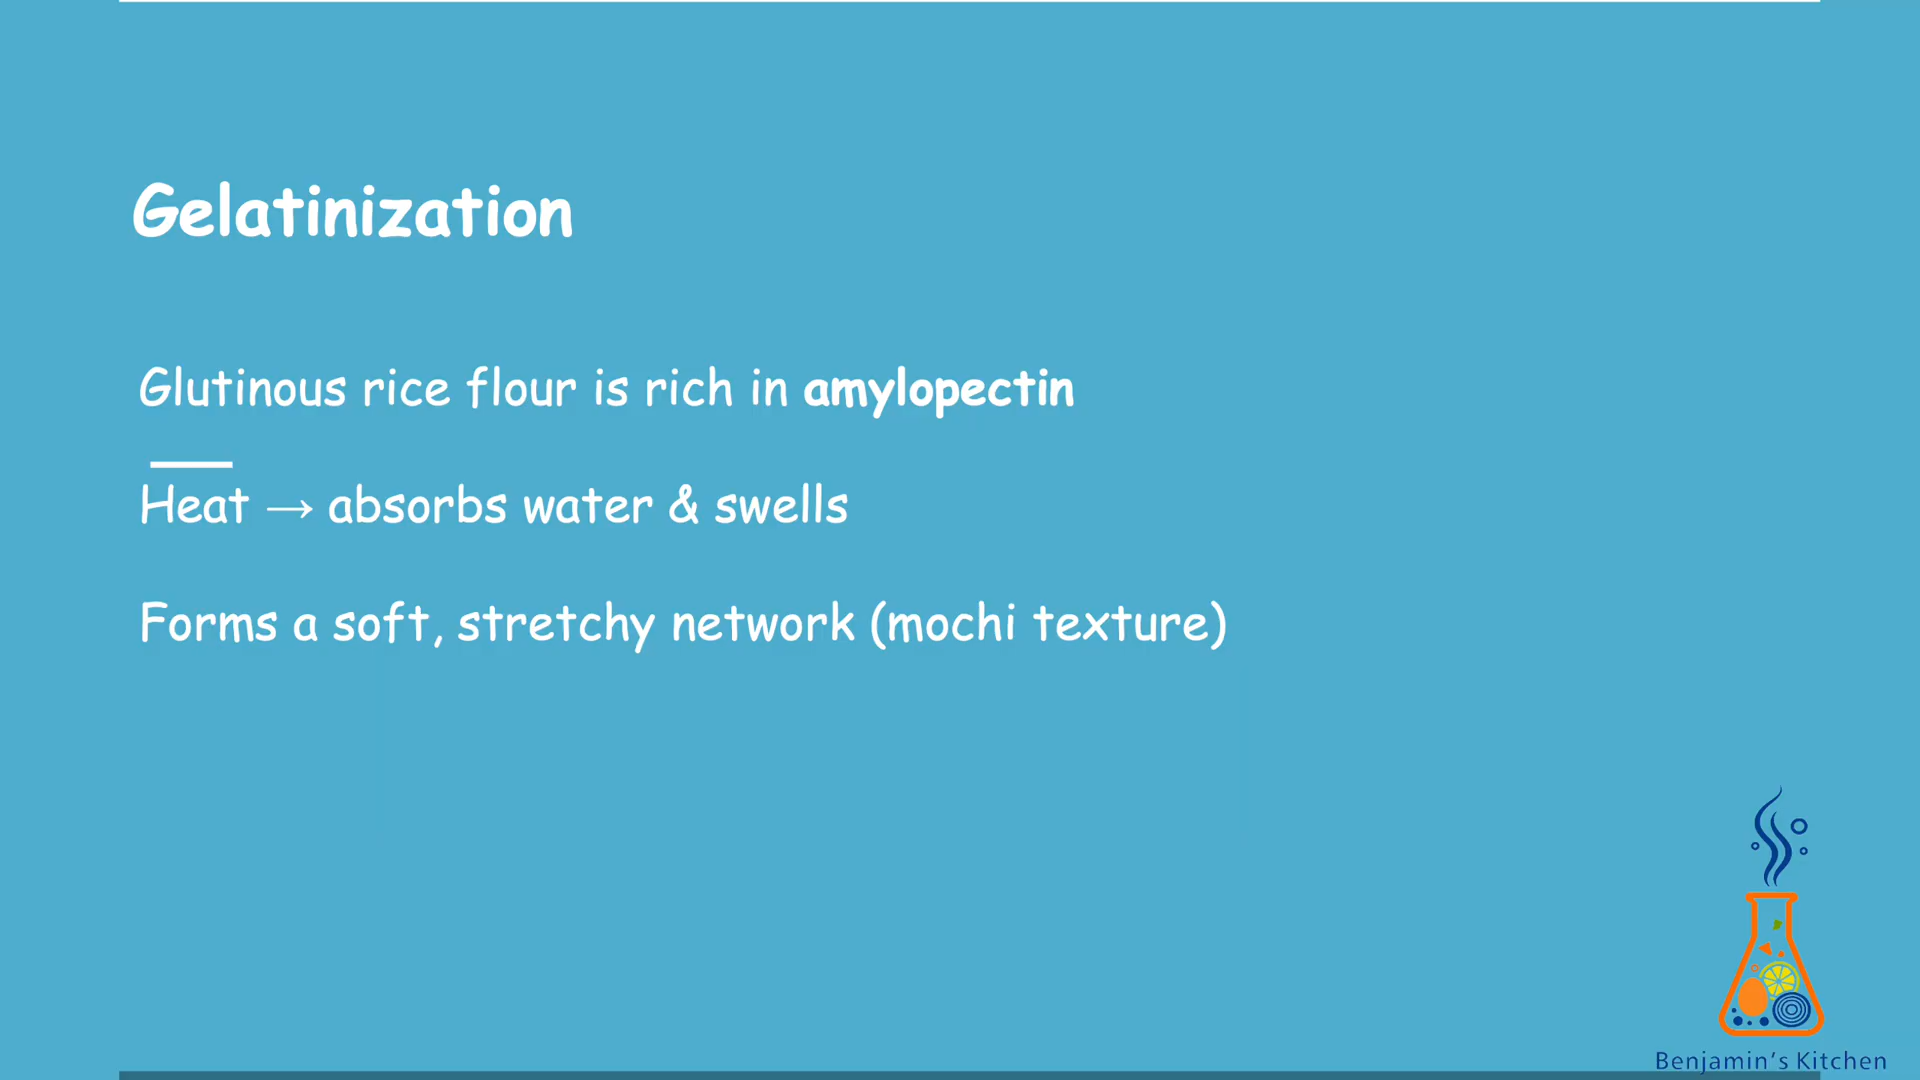 Gelatinization
Glutinous rice flour is rich in amylopectin
Heat → absorbs water & swells
Forms a soft, stretchy network (mochi texture)
Benjamin's Kitchen